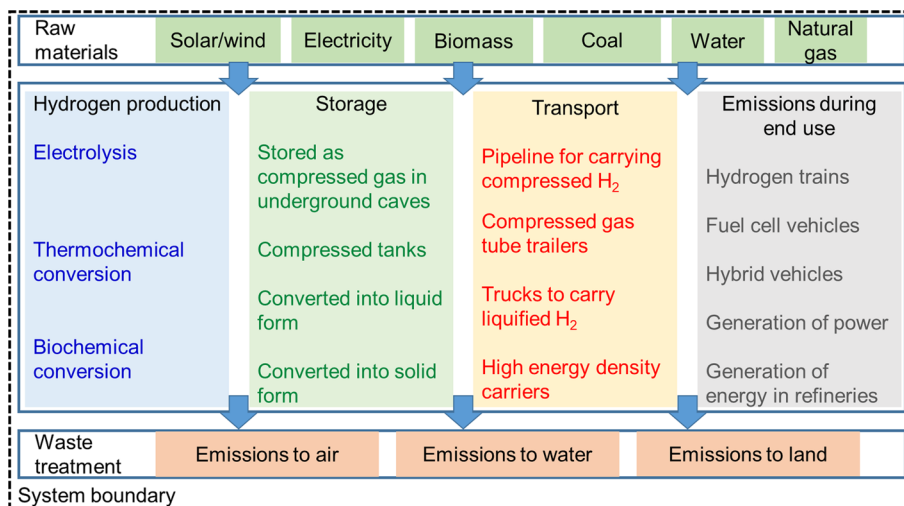 Raw
materials
Solar/wind
Electricity
Biomass
Coal
Water
Natural
gas
Hydrogen production
Electrolysis
Thermochemical
conversion
Biochemical
conversion
Storage
Stored as
compressed gas in
underground caves
Compressed tanks
Converted into liquid
form
Converted into solid
form
Transport
Pipeline for carrying
compressed H₂
Compressed gas
tube trailers
Trucks to carry
liquified H₂
High energy density
carriers
Emissions during
end use
Hydrogen trains
Fuel cell vehicles
Hybrid vehicles
Generation of power
Generation of
energy in refineries
Waste
treatment
Emissions to air
Emissions to water
Emissions to land
System boundary